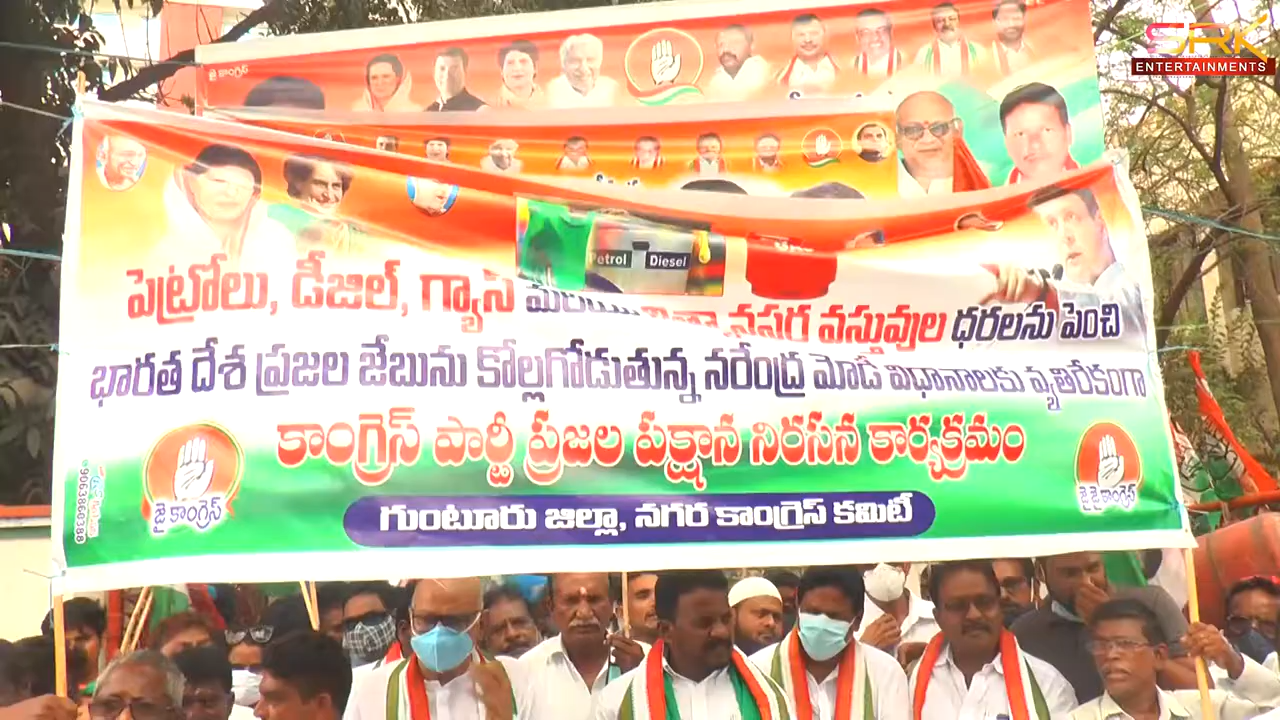 SRK
ENTERTAINMENTS
జై కాంగ్రెస్
Petrol Diesel
పెట్రోలు, డీజిల్, గ్యాస్ వస్తువుల ధరలను పెంచి
భారత దేశ ప్రజల జేబును కోల్లగోడుతున్న నరేంద్ర మోడీ విధానాలకు వ్యతిరేకంగా
కాంగ్రెస్ పార్టీ ప్రజల పక్షాన నిరసన కార్యక్రమం
జై కాంగ్రెస్
జై జై కాంగ్రెస్
గుంటూరు జిల్లా, నగర కాంగ్రెస్ కమిటీ
9063860388